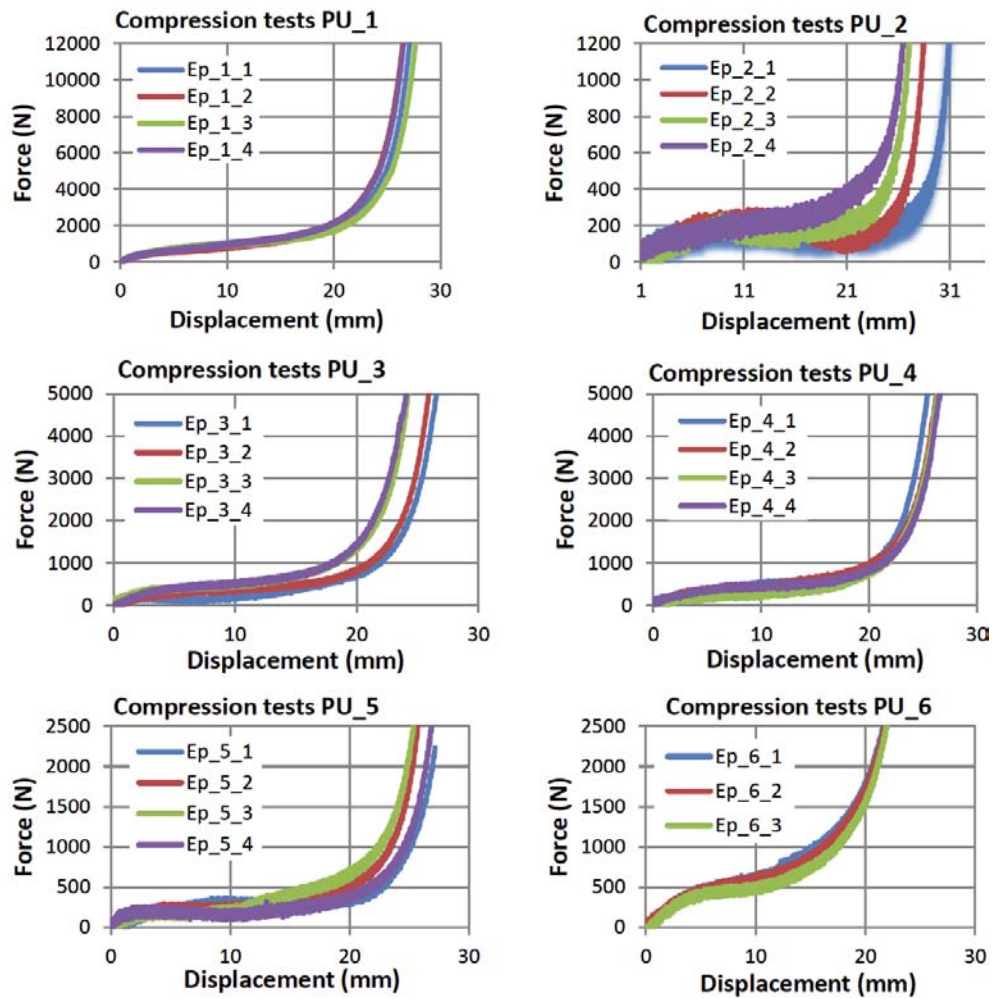 Compression tests PU_1
Force (N)
12000
10000
8000
6000
4000
2000
0
Ep_1_1
Ep_1_2
Ep_1_3
Ep_1_4
0 10 20 30
Displacement (mm)
Compression tests PU_2
Force (N)
1200
1000
800
600
400
200
0
Ep_2_1
Ep_2_2
Ep_2_3
Ep_2_4
1 11 21 31
Displacement (mm)
Compression tests PU_3
Force (N)
5000
4000
3000
2000
1000
0
Ep_3_1
Ep_3_2
Ep_3_3
Ep_3_4
0 10 20 30
Displacement (mm)
Compression tests PU_4
Force (N)
5000
4000
3000
2000
1000
0
Ep_4_1
Ep_4_2
Ep_4_3
Ep_4_4
0 10 20 30
Displacement (mm)
Compression tests PU_5
Force (N)
2500
2000
1500
1000
500
0
Ep_5_1
Ep_5_2
Ep_5_3
Ep_5_4
0 10 20 30
Displacement (mm)
Compression tests PU_6
Force (N)
2500
2000
1500
1000
500
0
Ep_6_1
Ep_6_2
Ep_6_3
0 10 20 30
Displacement (mm)